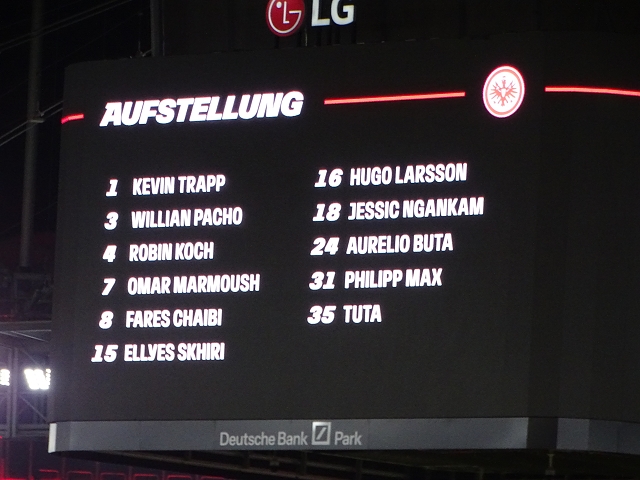 LG
AUFSTELLUNG
1 KEVIN TRAPP
3 WILLIAN PACHO
4 ROBIN KOCH
7 OMAR MARMOUSH
8 FARES CHAIBI
15 ELLYES SKHIRI
16 HUGO LARSSON
18 JESSIC NGANKAM
24 AURELIO BUTA
31 PHILIPP MAX
35 TUTA
Deutsche Bank Park